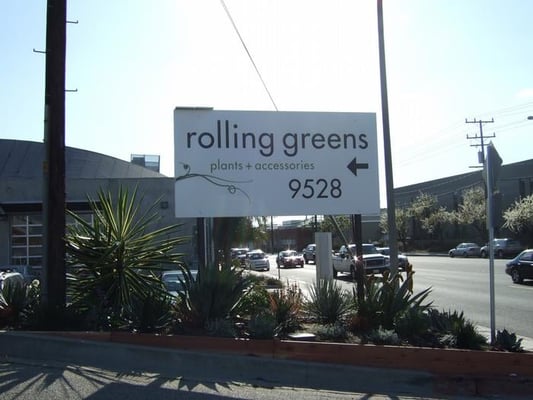 rolling greens
plants + accessories
9528